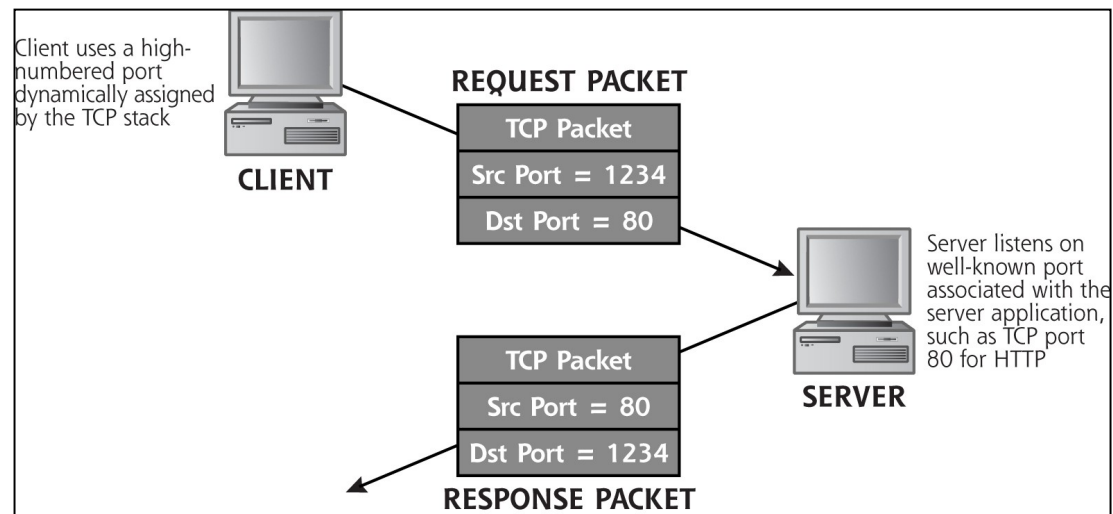 Client uses a high-
numbered port
dynamically assigned
by the TCP stack
CLIENT
REQUEST PACKET
TCP Packet
Src Port = 1234
Dst Port = 80
Server listens on
well-known port
associated with the
server application,
such as TCP port
80 for HTTP
SERVER
TCP Packet
Src Port = 80
Dst Port = 1234
RESPONSE PACKET